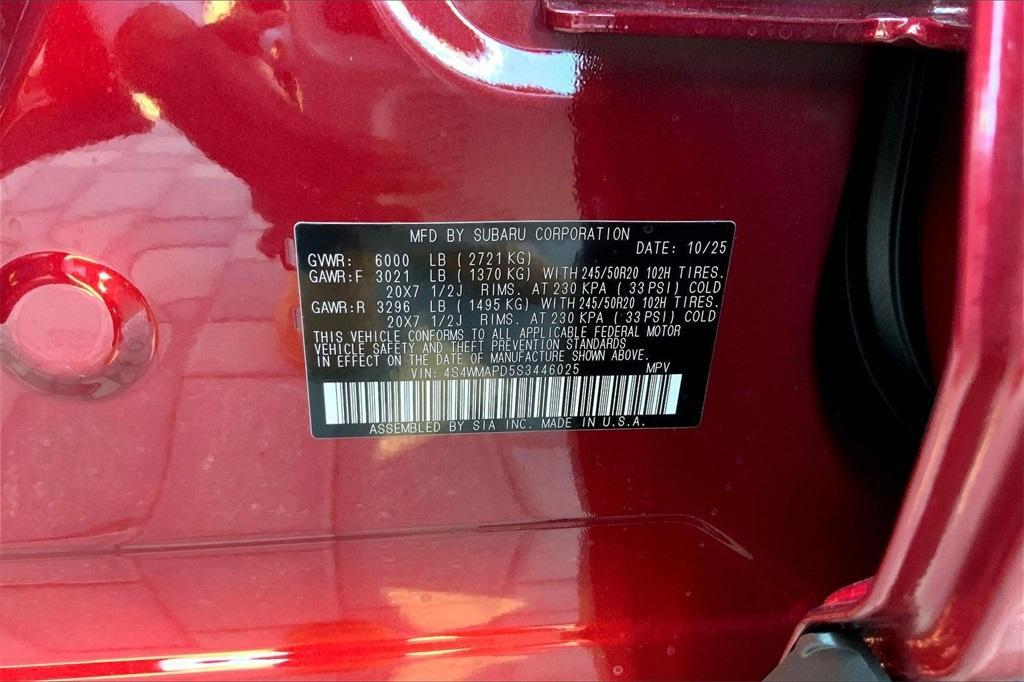 MFD BY SUBARU CORPORATION DATE: 10/25
GVWR: 6000 LB ( 2721 KG)
GAWR:F 3021 LB ( 1370 KG) WITH 245/50R20 102H TIRES.
20X7 1/2J RIMS. AT 230 KPA ( 33 PSI) COLD
GAWR:R 3296 LB ( 1495 KG) WITH 245/50R20 102H TIRES.
20X7 1/2J RIMS. AT 230 KPA ( 33 PSI) COLD
THIS VEHICLE CONFORMS TO ALL APPLICABLE FEDERAL MOTOR
VEHICLE SAFETY AND THEFT PREVENTION STANDARDS
IN EFFECT ON THE DATE OF MANUFACTURE SHOWN ABOVE.
VIN: 4S4WMAPD5S3446025 MPV
ASSEMBLED BY SIA INC. MADE IN U.S.A.